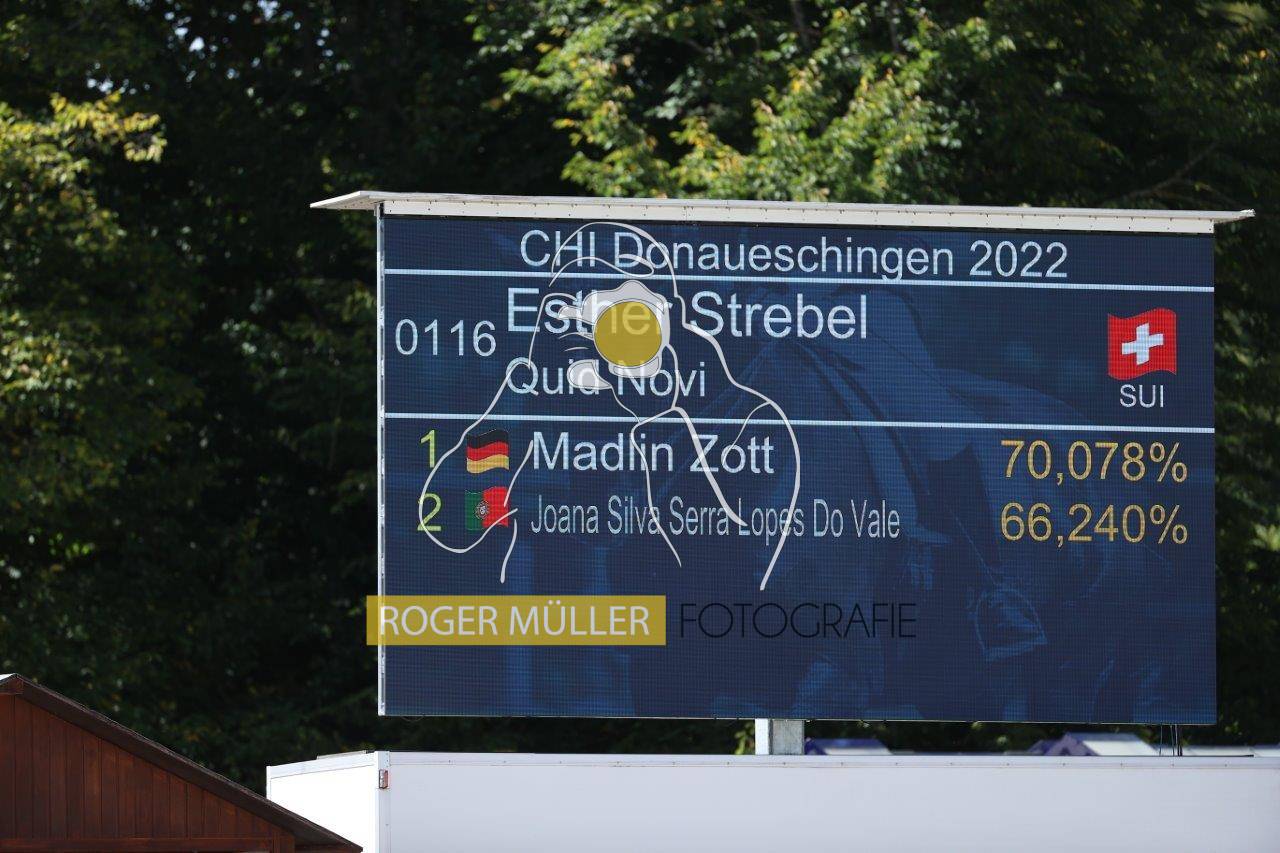 CHI Donaueschingen 2022
0116 Esther Strebel
Quid Novi
SUI
1 Madlin Zott 70,078%
2 Joana Silva Serra Lopes Do Vale 66,240%
ROGER MÜLLER FOTOGRAFIE